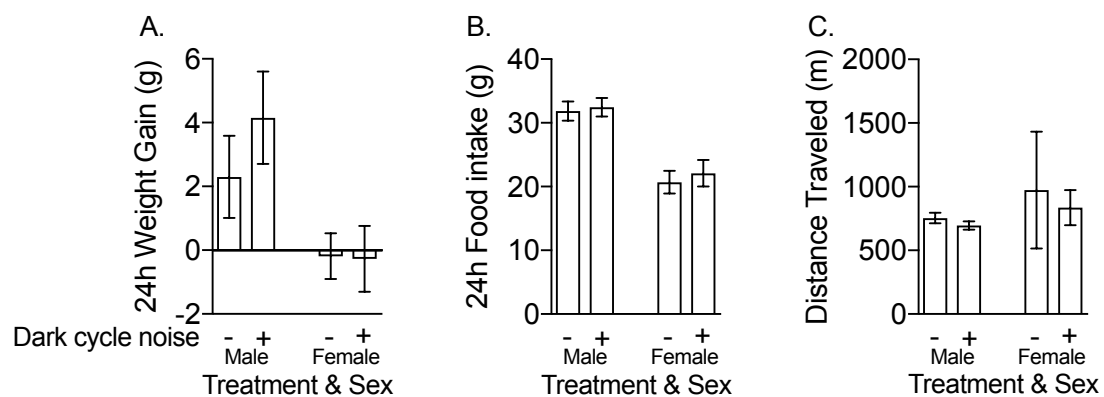 A.
24h Weight Gain (g)
6
4
2
0
-2
Dark cycle noise - + - +
Male Female
Treatment & Sex
B.
24h Food intake (g)
40
30
20
10
0
- + - +
Male Female
Treatment & Sex
C.
Distance Traveled (m)
2000
1500
1000
500
0
- + - +
Male Female
Treatment & Sex